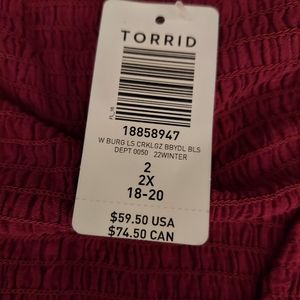 TORRID
18858947
W BURG LS CRKLGZ BBYDL BLS
DEPT 0050 22WINTER
2
2X
18-20
$59.50 USA
$74.50 CAN